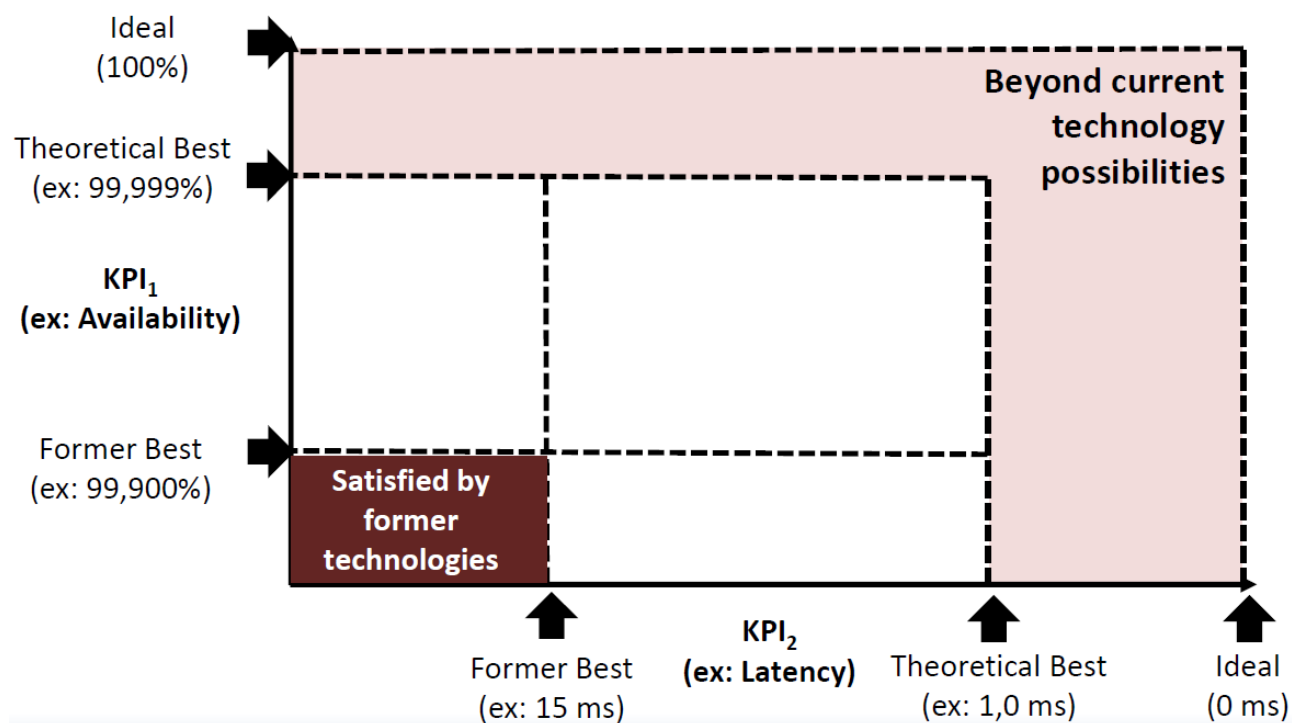 Ideal
(100%)
Beyond current
technology
possibilities
Theoretical Best
(ex: 99,999%)
KPI1
(ex: Availability)
Former Best
(ex: 99,900%)
Satisfied by
former
technologies
KPI2
(ex: Latency)
Former Best
(ex: 15 ms)
Theoretical Best
(ex: 1,0 ms)
Ideal
(0 ms)